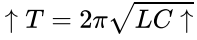 ↑ T = 2π√(LC ↑)